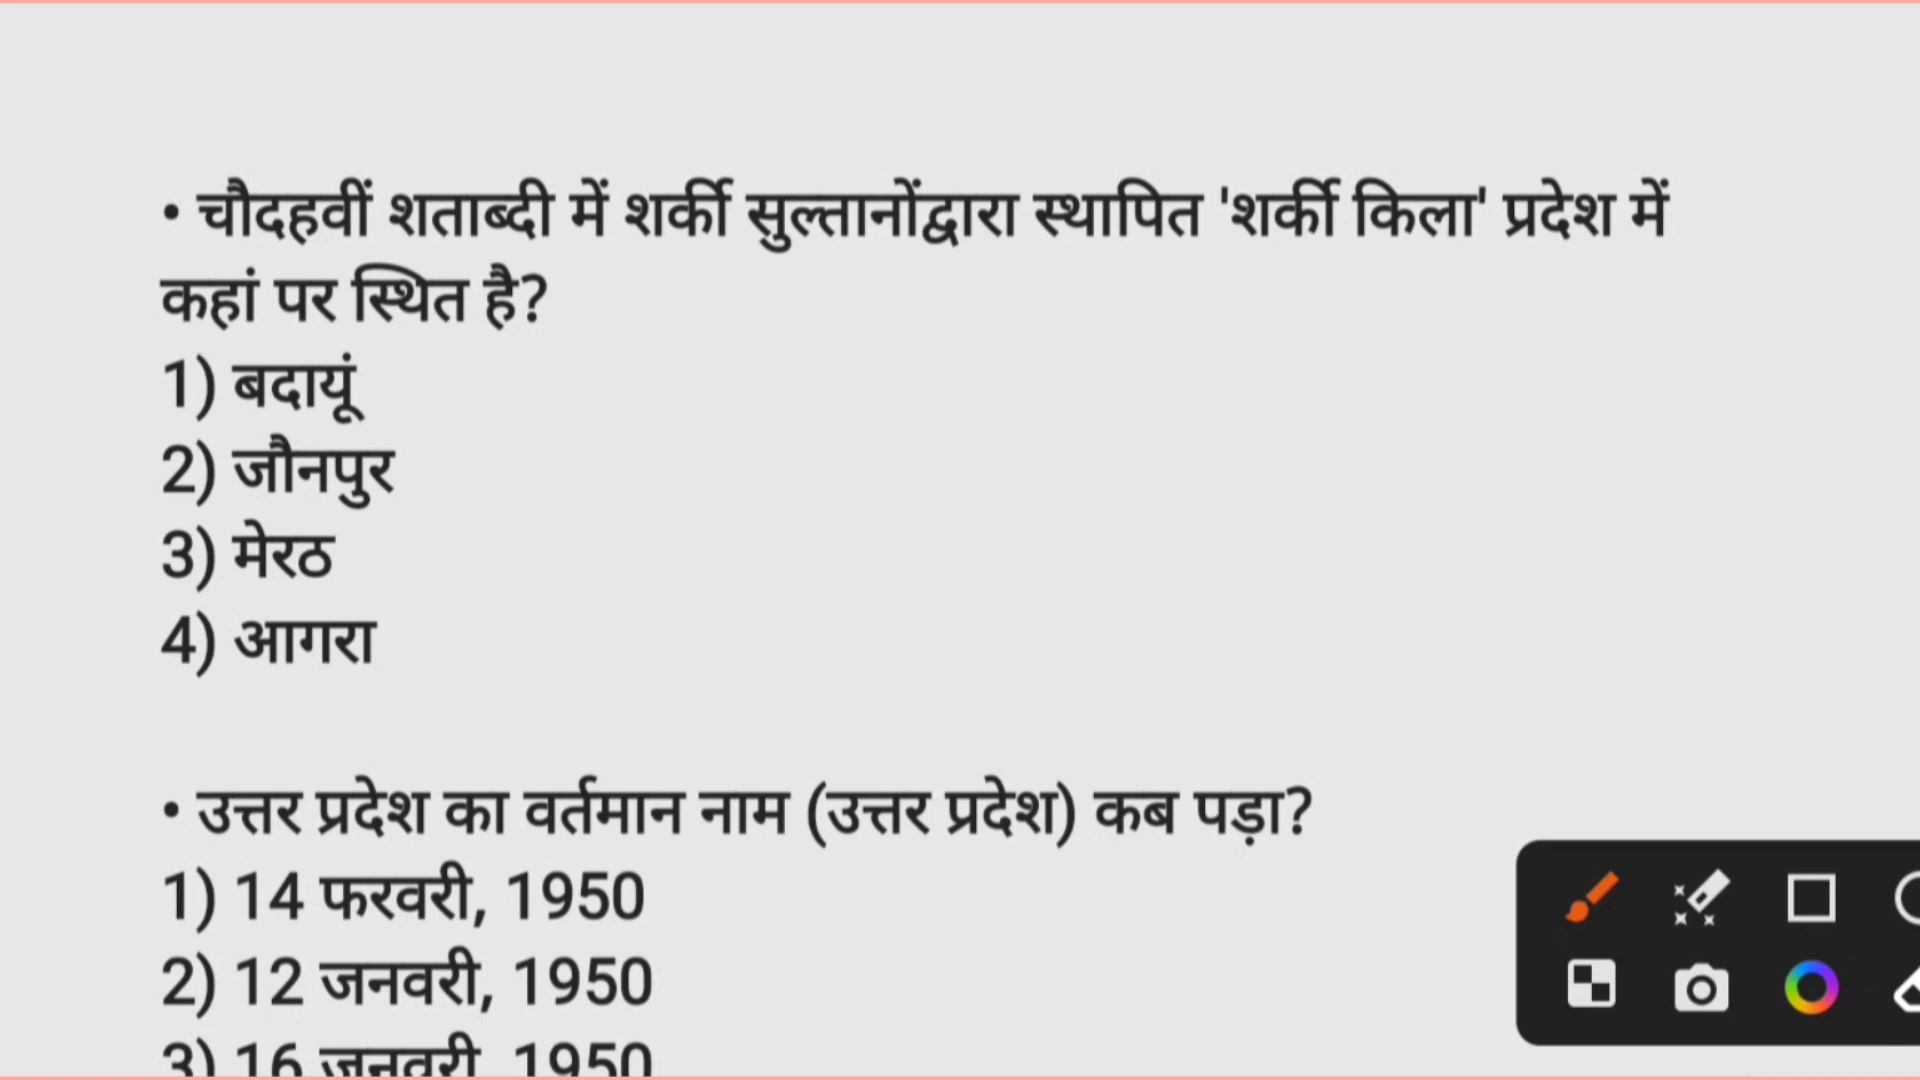 • चौदहवीं शताब्दी में शर्की सुल्तानोंद्वारा स्थापित 'शर्की किला' प्रदेश में
कहां पर स्थित है?
1) बदायूं
2) जौनपुर
3) मेरठ
4) आगरा
• उत्तर प्रदेश का वर्तमान नाम (उत्तर प्रदेश) कब पड़ा?
1) 14 फरवरी, 1950
2) 12 जनवरी, 1950
3) 16 जनवरी, 1950